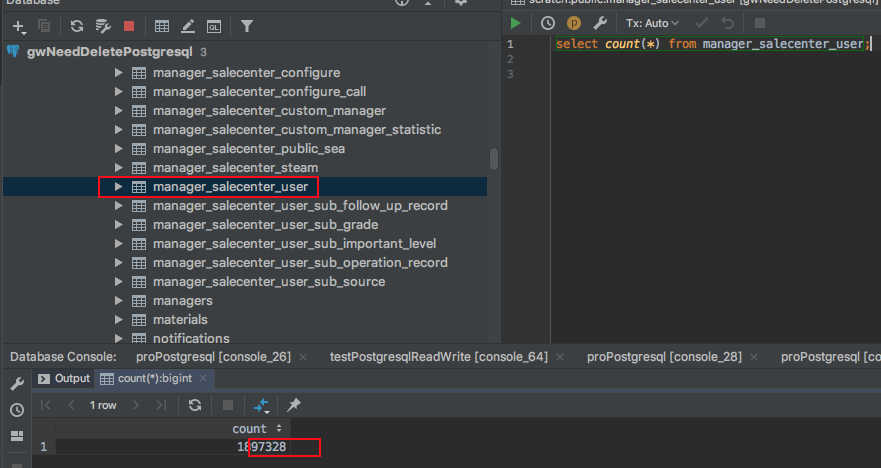 Database
scratch.public.manager_salecenter_user [gwNeedDeletePostgresql]
Tx: Auto
gwNeedDeletePostgresql 3
manager_salecenter_configure
manager_salecenter_configure_call
manager_salecenter_custom_manager
manager_salecenter_custom_manager_statistic
manager_salecenter_public_sea
manager_salecenter_steam
manager_salecenter_user
manager_salecenter_user_sub_follow_up_record
manager_salecenter_user_sub_grade
manager_salecenter_user_sub_important_level
manager_salecenter_user_sub_operation_record
manager_salecenter_user_sub_source
managers
materials
notifications
1 select count(*) from manager_salecenter_user;
2
3
Database Console: proPostgresql [console_26] testPostgresqlReadWrite [console_64] proPostgresql [console_28] proPostgresql [co
Output count(*):bigint
1 row
count
1 1897328